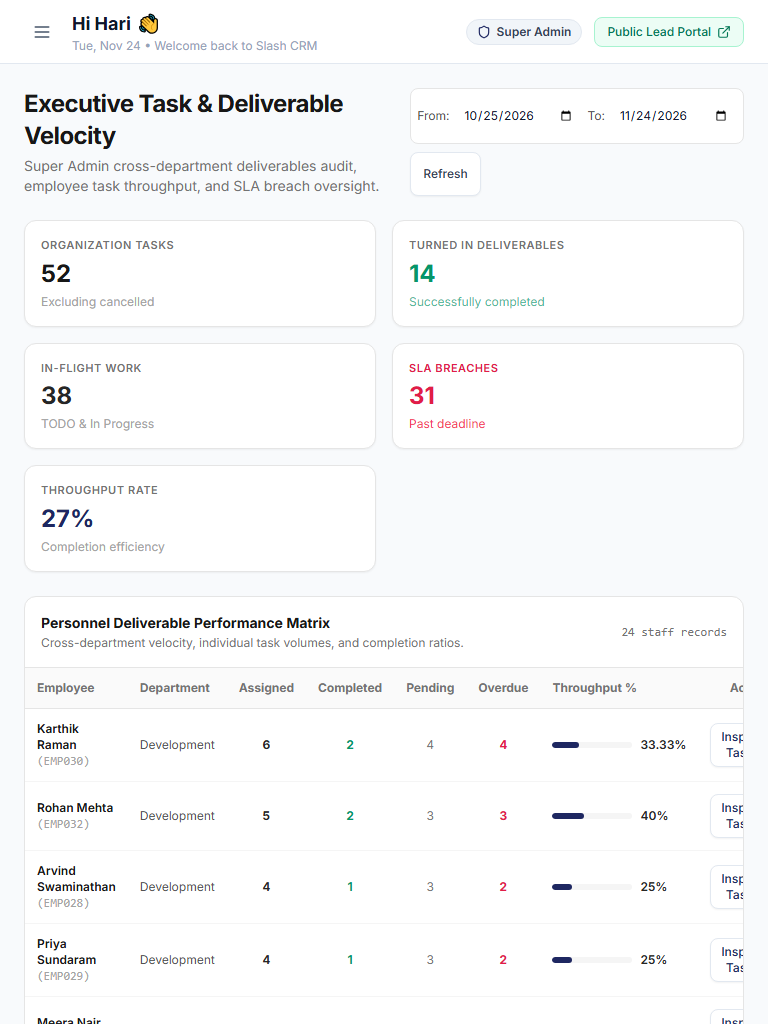 Hi Hari 👋
Tue, Nov 24 • Welcome back to Slash CRM
Super Admin
Public Lead Portal
Executive Task & Deliverable
Velocity
Super Admin cross-department deliverables audit,
employee task throughput, and SLA breach oversight.
From: 10/25/2026 To: 11/24/2026
Refresh
ORGANIZATION TASKS
52
Excluding cancelled
TURNED IN DELIVERABLES
14
Successfully completed
IN-FLIGHT WORK
38
TODO & In Progress
SLA BREACHES
31
Past deadline
THROUGHPUT RATE
27%
Completion efficiency
Personnel Deliverable Performance Matrix
Cross-department velocity, individual task volumes, and completion ratios.
24 staff records
Employee Department Assigned Completed Pending Overdue Throughput %
Karthik
Raman
(EMP030)
Development 6 2 4 4 33.33%
Rohan Mehta
(EMP032)
Development 5 2 3 3 40%
Arvind
Swaminathan
(EMP028)
Development 4 1 3 2 25%
Priya
Sundaram
(EMP029)
Development 4 1 3 2 25%
Meera Nair